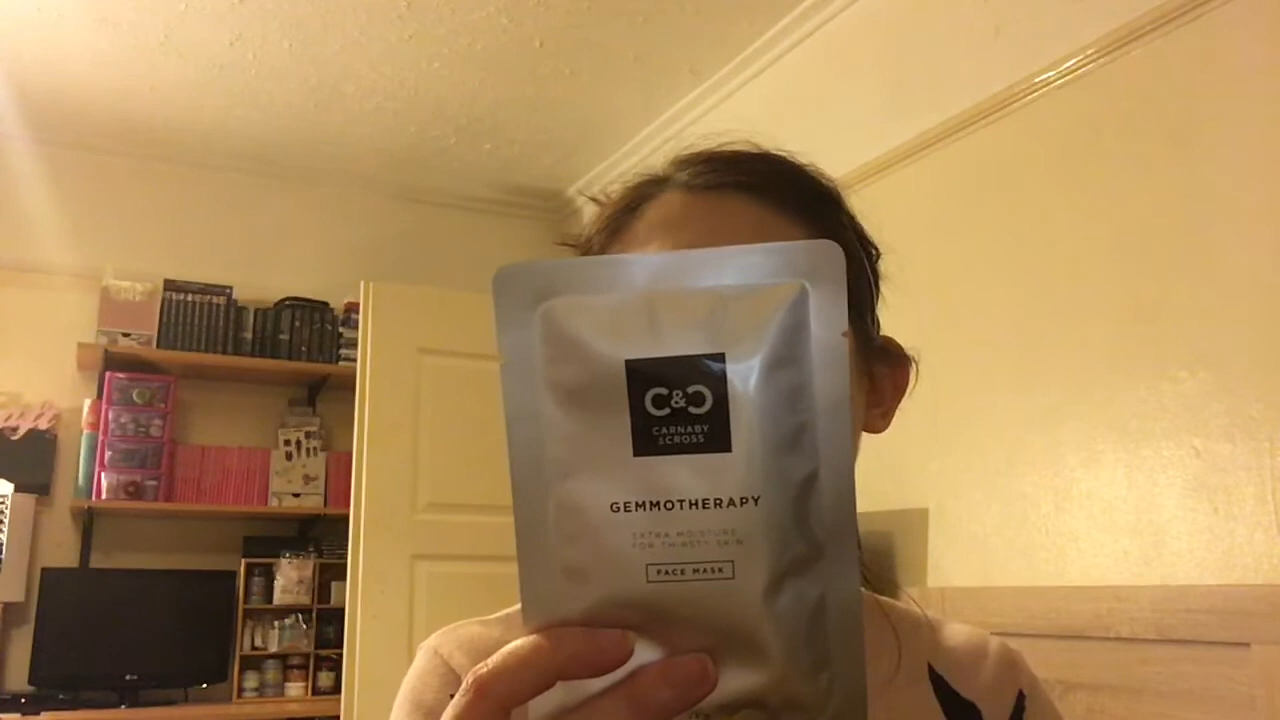 C&C
CARNABY
&CROSS
GEMMOTHERAPY
EXTRA MOISTURE
FOR THIRSTY SKIN
FACE MASK